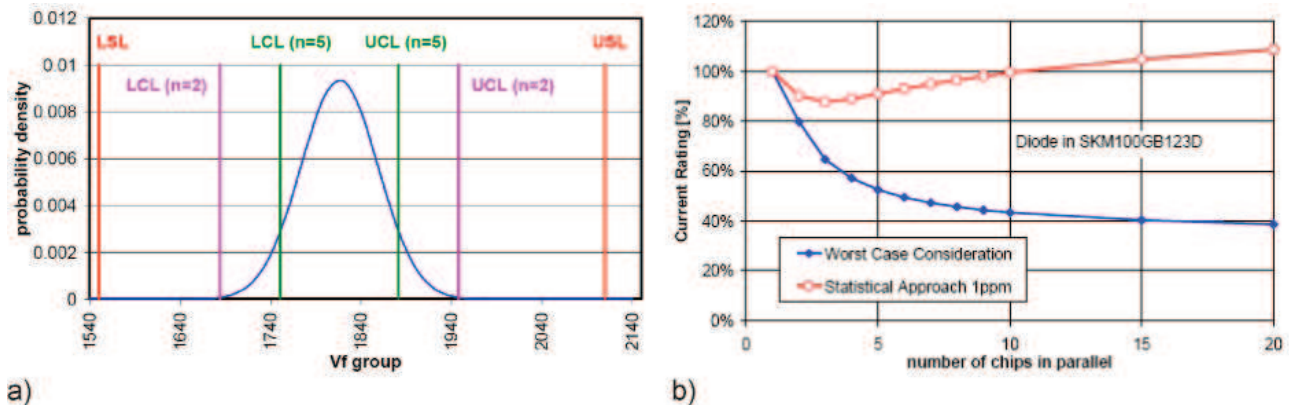 0.012
LSL
LCL (n=5)
UCL (n=5)
USL
0.01
LCL (n=2)
UCL (n=2)
0.008
0.006
0.004
0.002
0
probability density
1540
1640
1740
1840
1940
2040
2140
Vf group
a)
120%
100%
80%
60%
40%
20%
0%
Current Rating [%]
Diode in SKM100GB123D
Worst Case Consideration
Statistical Approach 1ppm
0
5
10
15
20
number of chips in parallel
b)